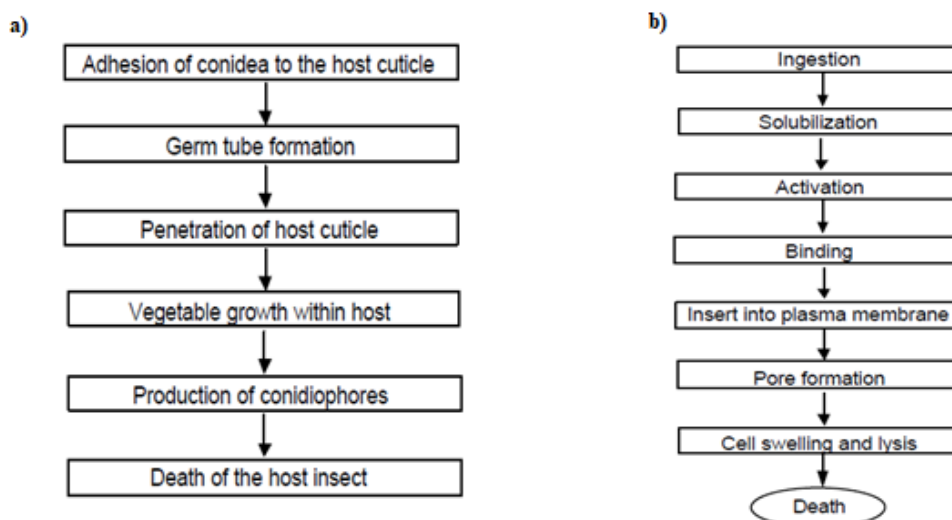 a)
Adhesion of conidea to the host cuticle
Germ tube formation
Penetration of host cuticle
Vegetable growth within host
Production of conidiophores
Death of the host insect
b)
Ingestion
Solubilization
Activation
Binding
Insert into plasma membrane
Pore formation
Cell swelling and lysis
Death